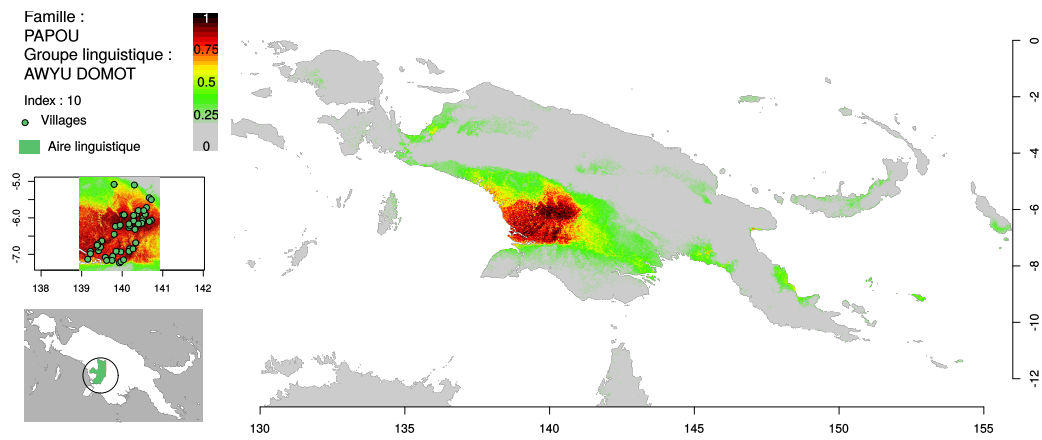 Famille :
PAPOU
Groupe linguistique :
AWYU DOMOT
Index : 10
Villages
Aire linguistique
1
0.75
0.5
0.25
0
-5.0
-6.0
-7.0
138 139 140 141 142
0
-2
-4
-6
-8
-10
-12
130 135 140 145 150 155